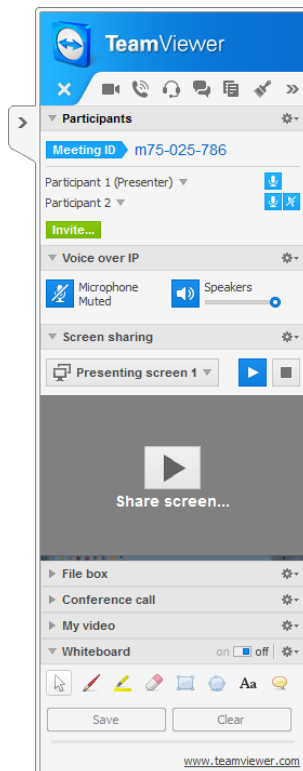 TeamViewer
Participants
Meeting ID m75-025-786
Participant 1 (Presenter)
Participant 2
Invite...
Voice over IP
Microphone Muted
Speakers
Screen sharing
Presenting screen 1
Share screen...
File box
Conference call
My video
Whiteboard on off
Aa
Save Clear
www.teamviewer.com